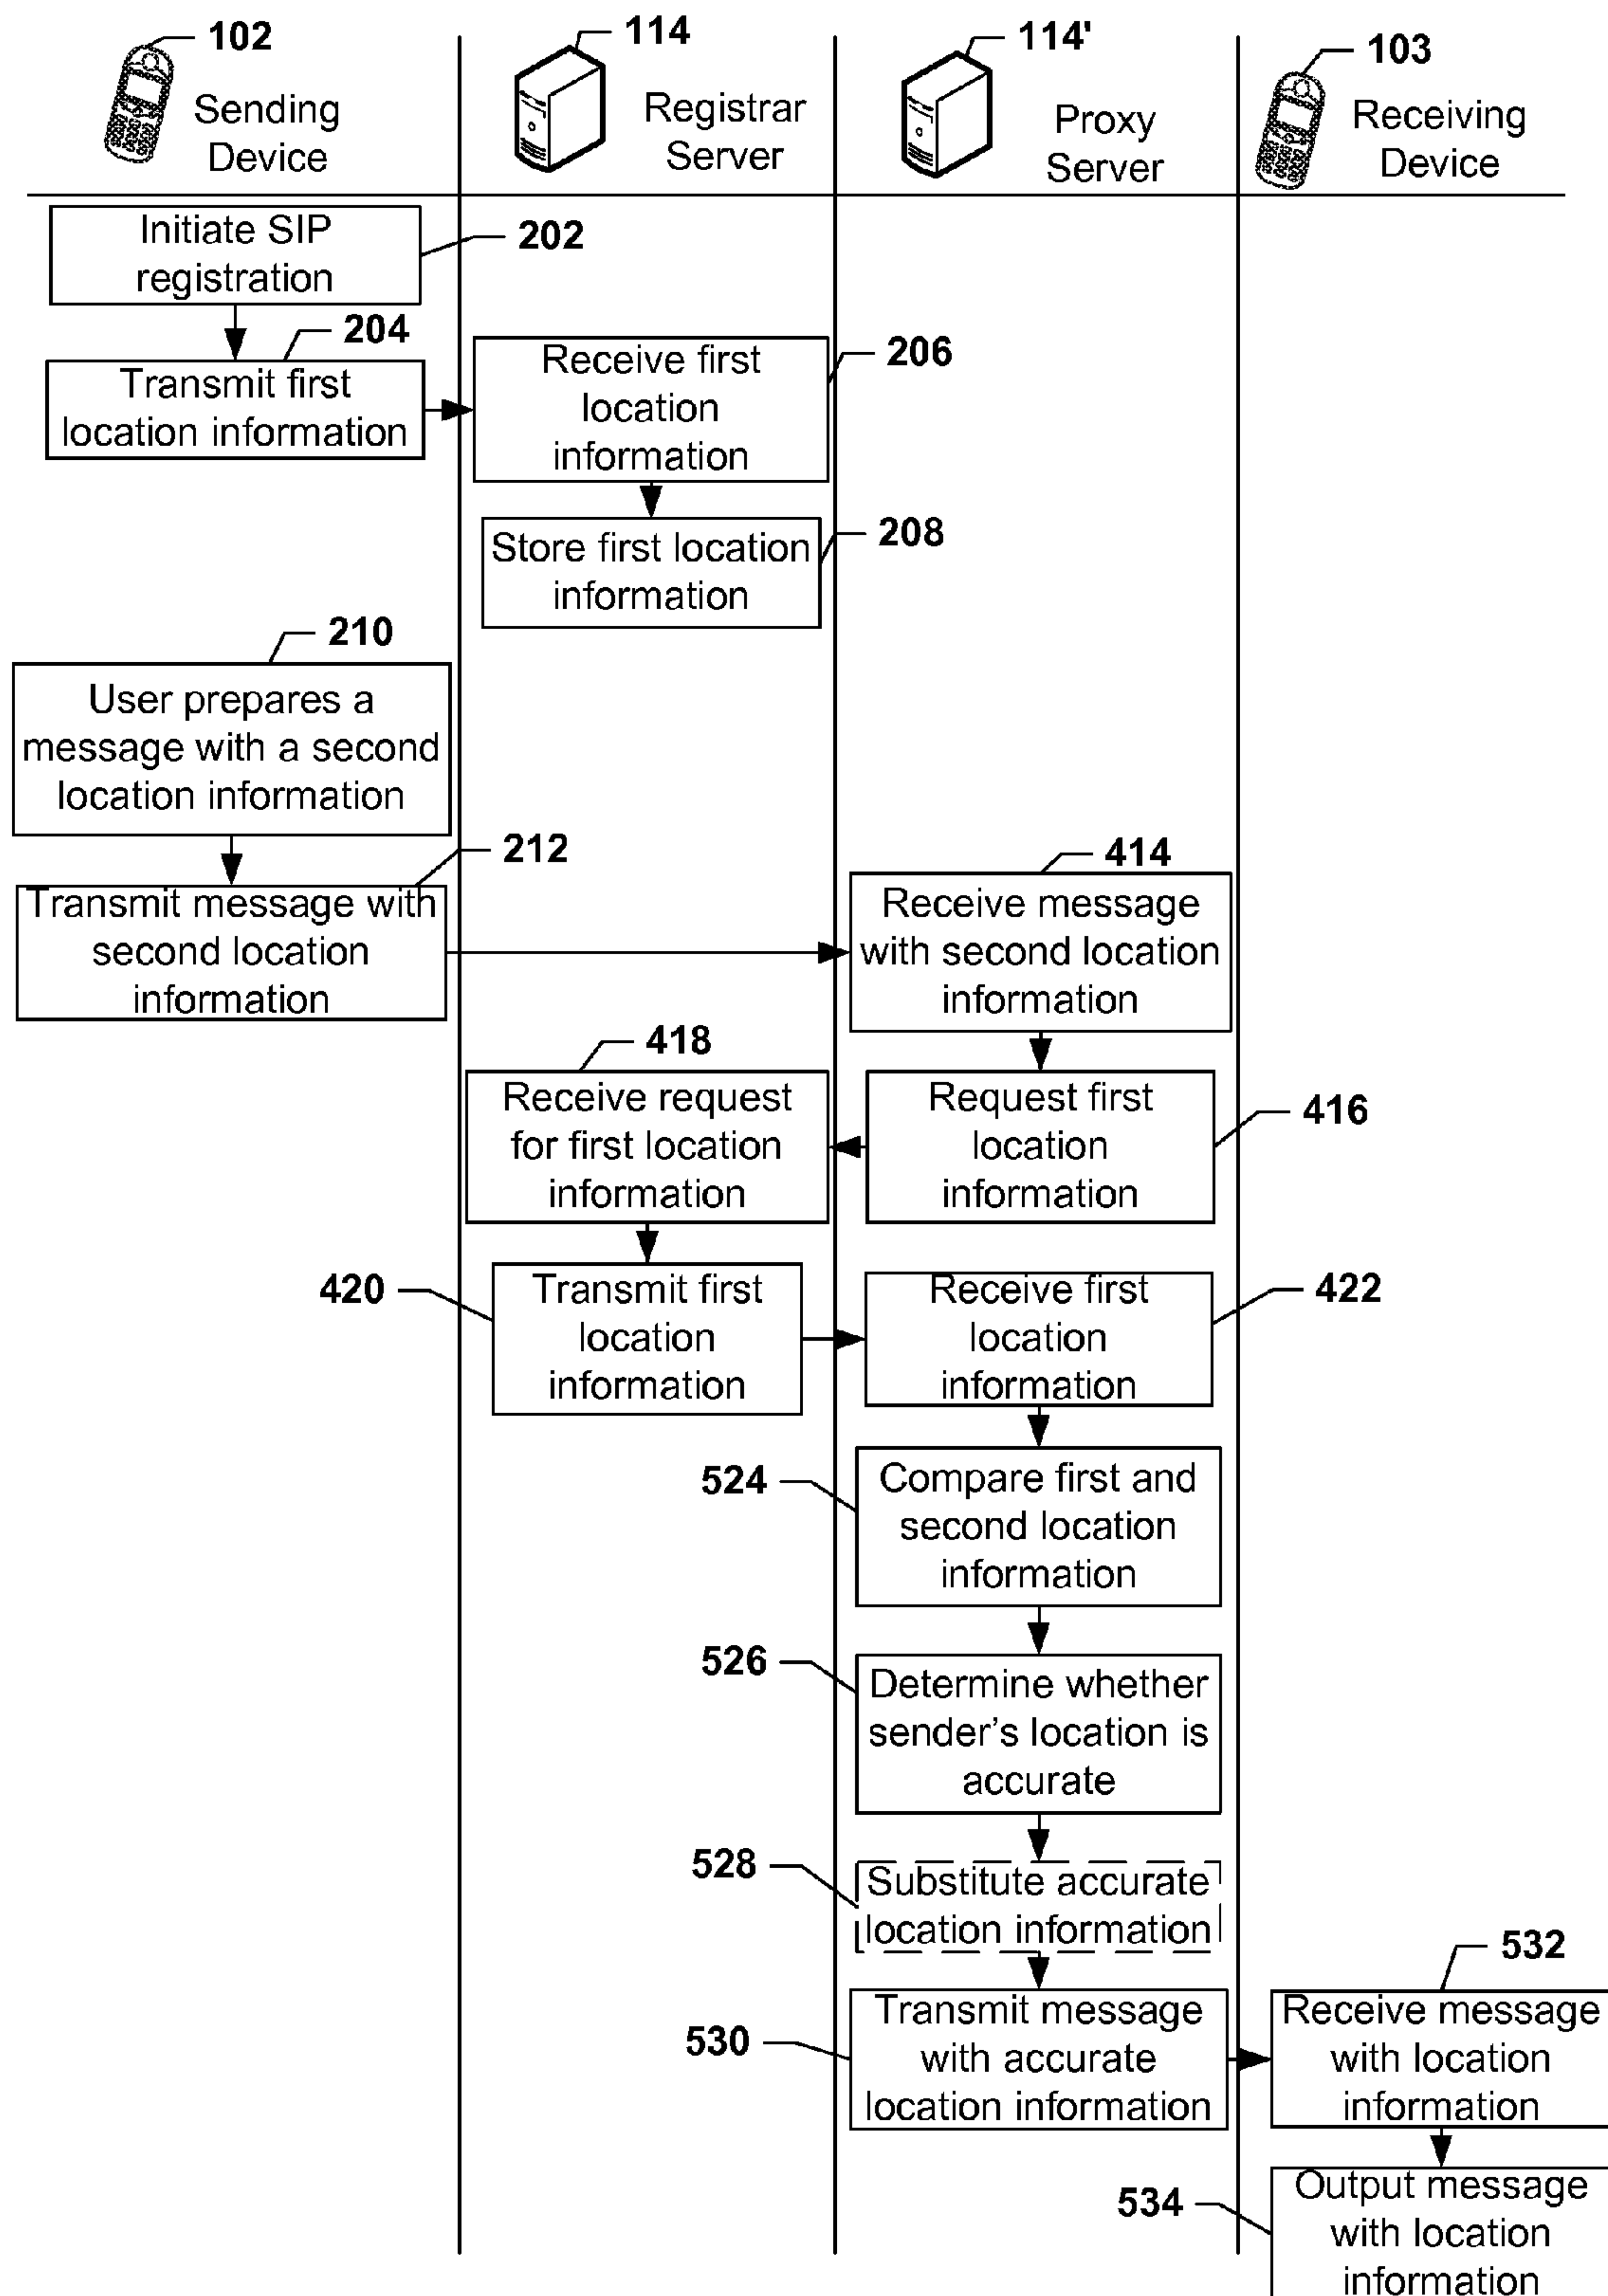 102
Sending
Device
114
Registrar
Server
114'
Proxy
Server
103
Receiving
Device
Initiate SIP
registration
202
204
Transmit first
location information
Receive first
location
information
206
Store first location
information
208
210
User prepares a
message with a second
location information
212
Transmit message with
second location
information
414
Receive message
with second location
information
418
Receive request
for first location
information
Request first
location
information
416
420
Transmit first
location
information
Receive first
location
information
422
524
Compare first and
second location
information
526
Determine whether
sender's location is
accurate
528
Substitute accurate
location information
530
Transmit message
with accurate
location information
532
Receive message
with location
information
534
Output message
with location
information